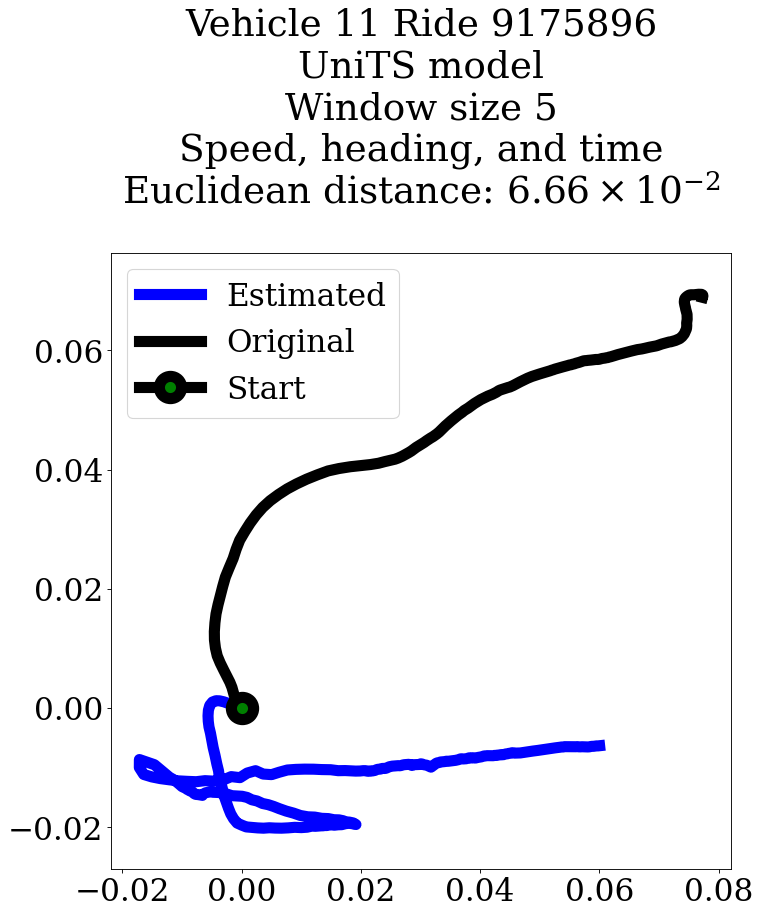 Vehicle 11 Ride 9175896
UniTS model
Window size 5
Speed, heading, and time
Euclidean distance: 6.66 × 10⁻²
Estimated
Original
Start
0.06
0.04
0.02
0.00
−0.02
−0.02 0.00 0.02 0.04 0.06 0.08